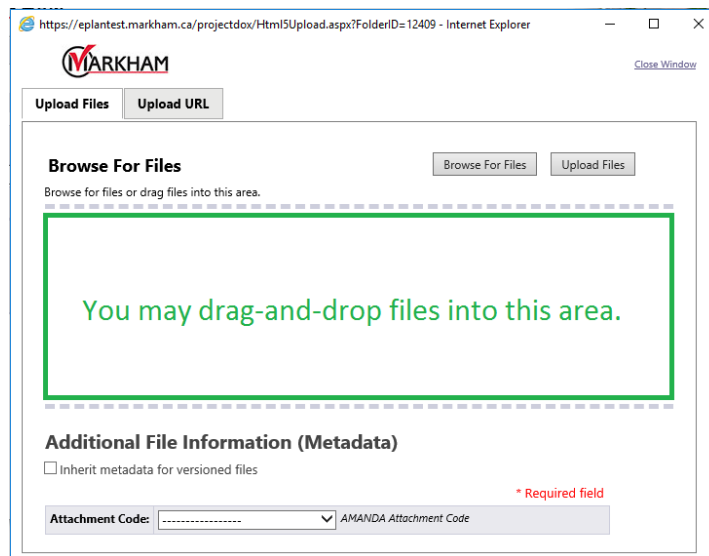 https://eplantest.markham.ca/projectdox/Html5Upload.aspx?FolderID=12409 - Internet Explorer
MARKHAM
Close Window
Upload Files Upload URL
Browse For Files Browse For Files Upload Files
Browse for files or drag files into this area.
You may drag-and-drop files into this area.
Additional File Information (Metadata)
Inherit metadata for versioned files
* Required field
Attachment Code: ----------------- AMANDA Attachment Code